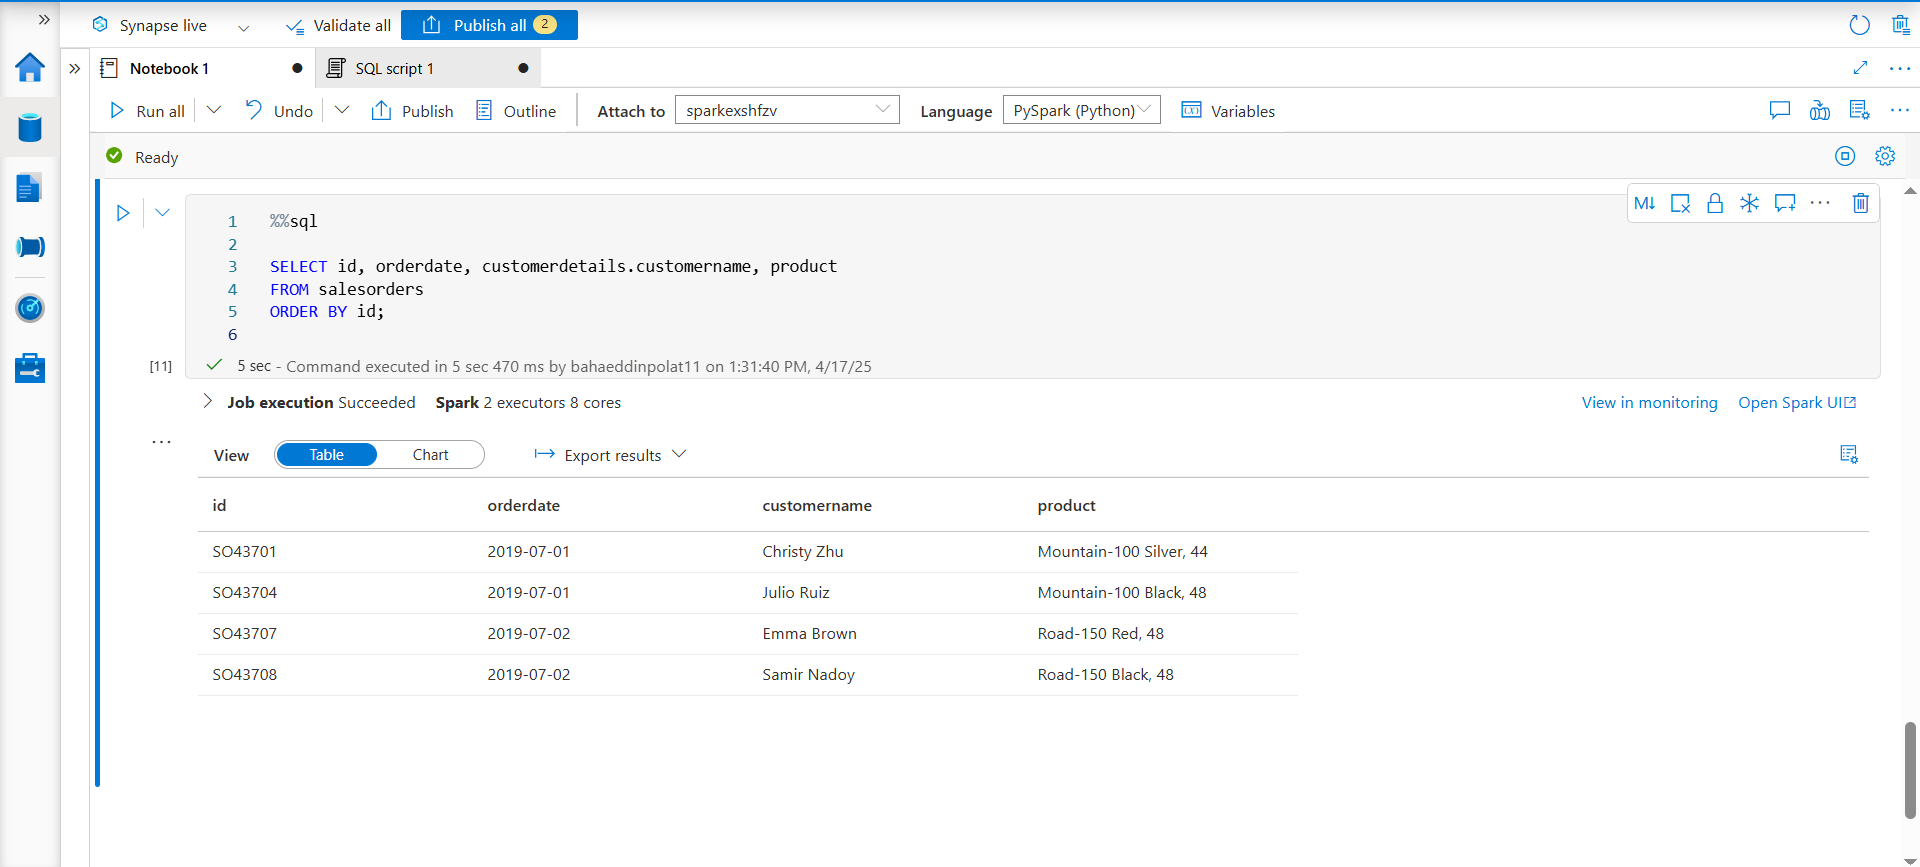 Synapse live Validate all Publish all 2
Notebook 1 SQL script 1
Run all Undo Publish Outline Attach to sparkexshfzv Language PySpark (Python) Variables
Ready
M↓
1 %%sql
2
3 SELECT id, orderdate, customerdetails.customername, product
4 FROM salesorders
5 ORDER BY id;
6
[11] 5 sec - Command executed in 5 sec 470 ms by bahaeddinpolat11 on 1:31:40 PM, 4/17/25
Job execution Succeeded Spark 2 executors 8 cores View in monitoring Open Spark UI
View Table Chart Export results
id orderdate customername product
SO43701 2019-07-01 Christy Zhu Mountain-100 Silver, 44
SO43704 2019-07-01 Julio Ruiz Mountain-100 Black, 48
SO43707 2019-07-02 Emma Brown Road-150 Red, 48
SO43708 2019-07-02 Samir Nadoy Road-150 Black, 48